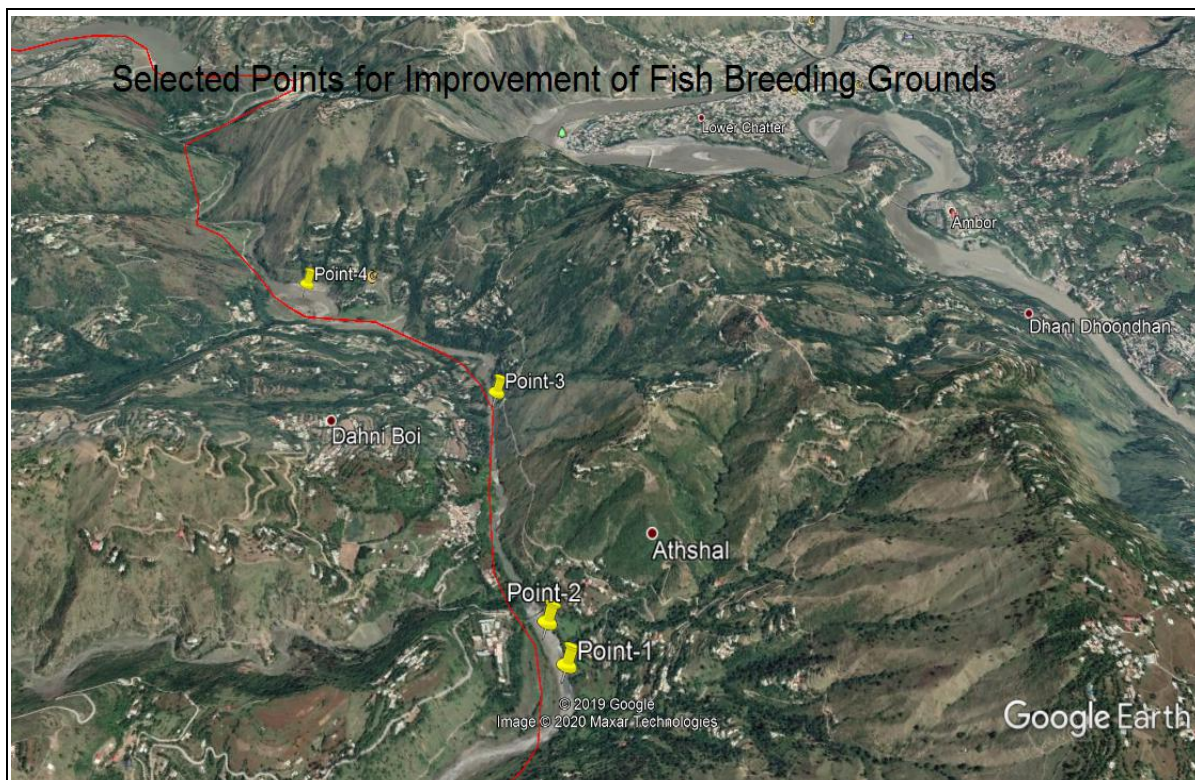 Selected Points for Improvement of Fish Breeding Grounds
Lower Chatter
Ambor
Point-4
Dhani Dhoondhan
Point-3
Dahni Boi
Athshal
Point-2
Point-1
© 2019 Google
Image © 2020 Maxar Technologies
Google Earth